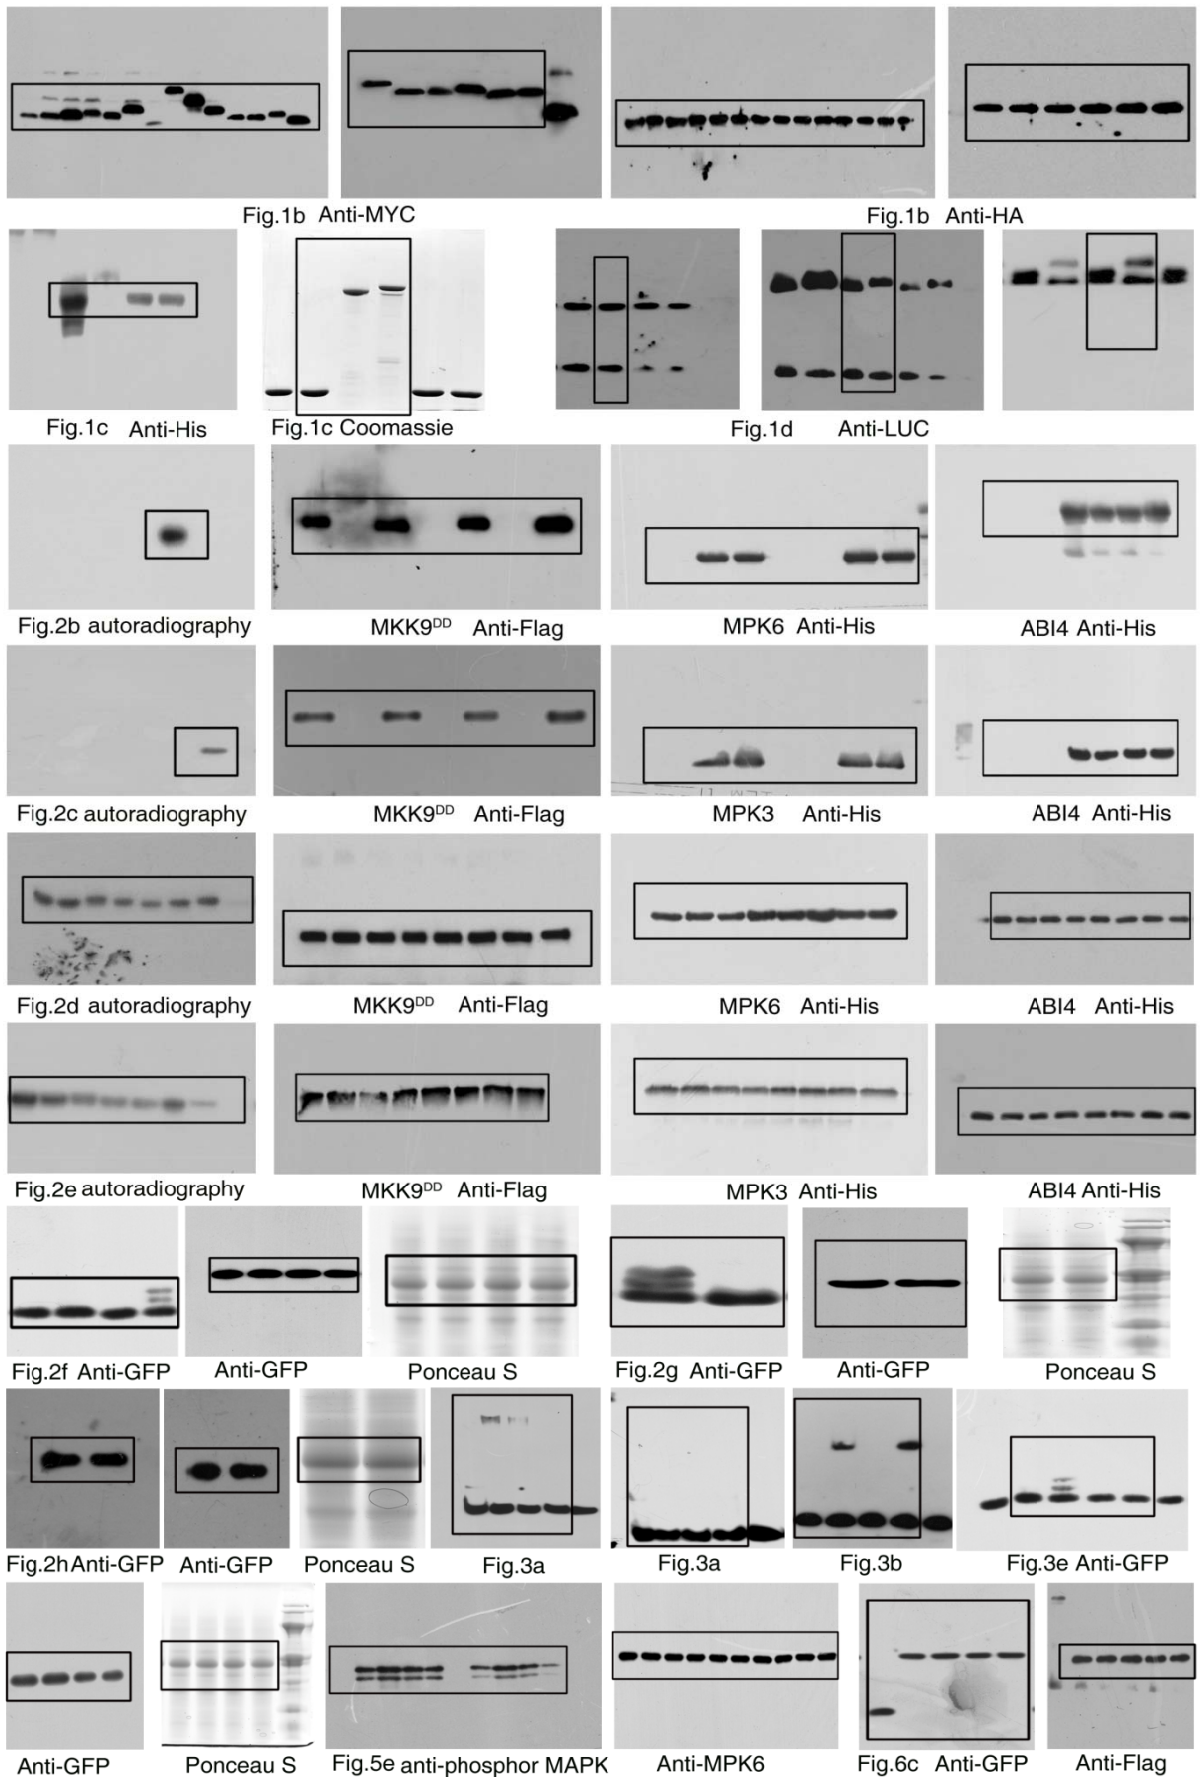 Fig.1b Anti-MYC Fig.1b Anti-HA
Fig.1c Anti-His Fig.1c Coomassie Fig.1d Anti-LUC
Fig.2b autoradiography MKK9DD Anti-Flag MPK6 Anti-His ABI4 Anti-His
Fig.2c autoradiography MKK9DD Anti-Flag MPK3 Anti-His ABI4 Anti-His
Fig.2d autoradiography MKK9DD Anti-Flag MPK6 Anti-His ABI4 Anti-His
Fig.2e autoradiography MKK9DD Anti-Flag MPK3 Anti-His ABI4 Anti-His
Fig.2f Anti-GFP Anti-GFP Ponceau S Fig.2g Anti-GFP Anti-GFP Ponceau S
Fig.2h Anti-GFP Anti-GFP Ponceau S Fig.3a Fig.3a Fig.3b Fig.3e Anti-GFP
Anti-GFP Ponceau S Fig.5e anti-phosphor MAPK Anti-MPK6 Fig.6c Anti-GFP Anti-Flag